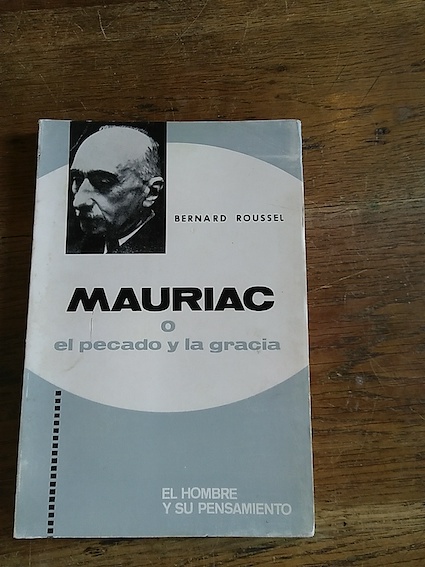 BERNARD ROUSSEL
MAURIAC
o
el pecado y la gracia
EL HOMBRE
Y SU PENSAMIENTO